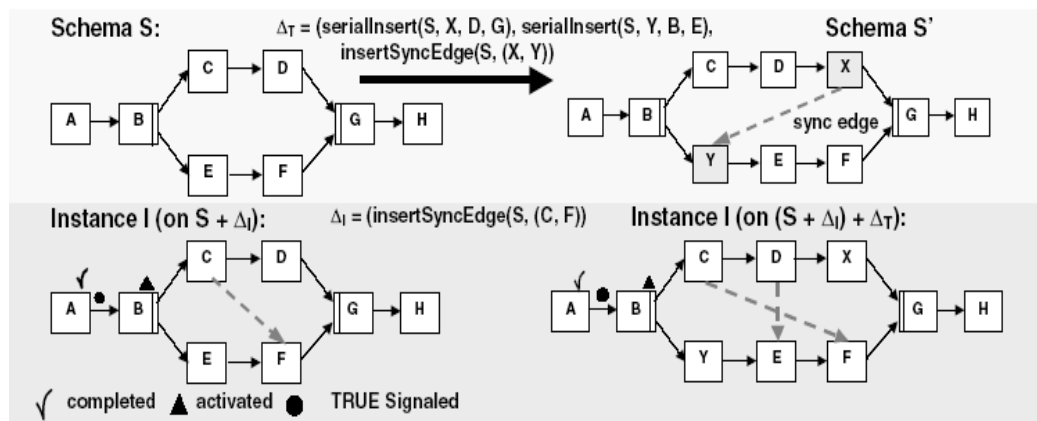 Schema S:
ΔT = (serialInsert(S, X, D, G), serialInsert(S, Y, B, E),
insertSyncEdge(S, (X, Y))
Schema S’
C D
A B G H
E F
C D X
A B G H
sync edge
Y E F
Instance I (on S + ΔI):
ΔI = (insertSyncEdge(S, (C, F))
Instance I (on (S + ΔI) + ΔT):
C D
A B G H
E F
C D X
A B G H
Y E F
completed activated TRUE Signaled